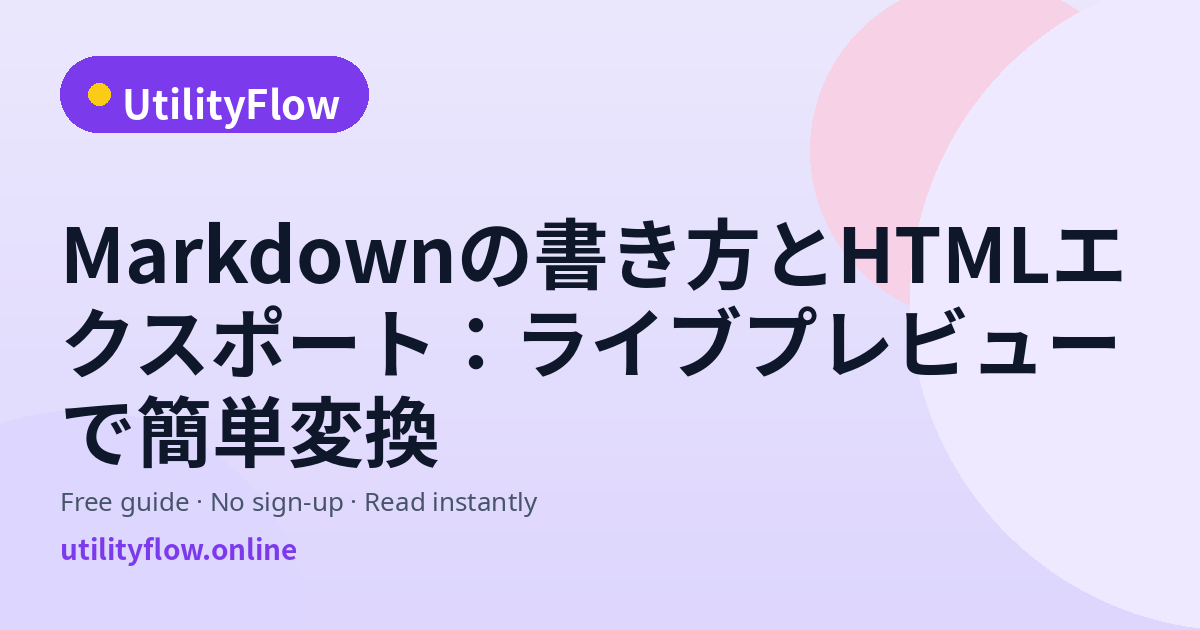 UtilityFlow
Markdownの書き方とHTMLエ
クスポート：ライブプレビュー
で簡単変換
Free guide · No sign-up · Read instantly
utilityflow.online